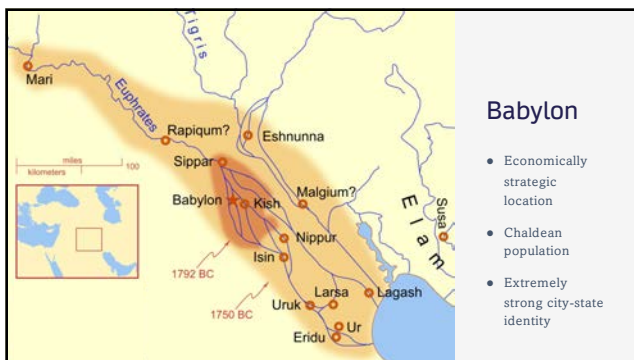 Tigris
Mari
Euphrates
Rapiqum?
Eshnunna
Sippar
miles
100
kilometers
Babylon
Kish
Malgium?
Elam
Susa
Nippur
Isin
1792 BC
1750 BC
Larsa
Lagash
Uruk
Ur
Eridu
Babylon
● Economically
strategic
location
● Chaldean
population
● Extremely
strong city-state
identity